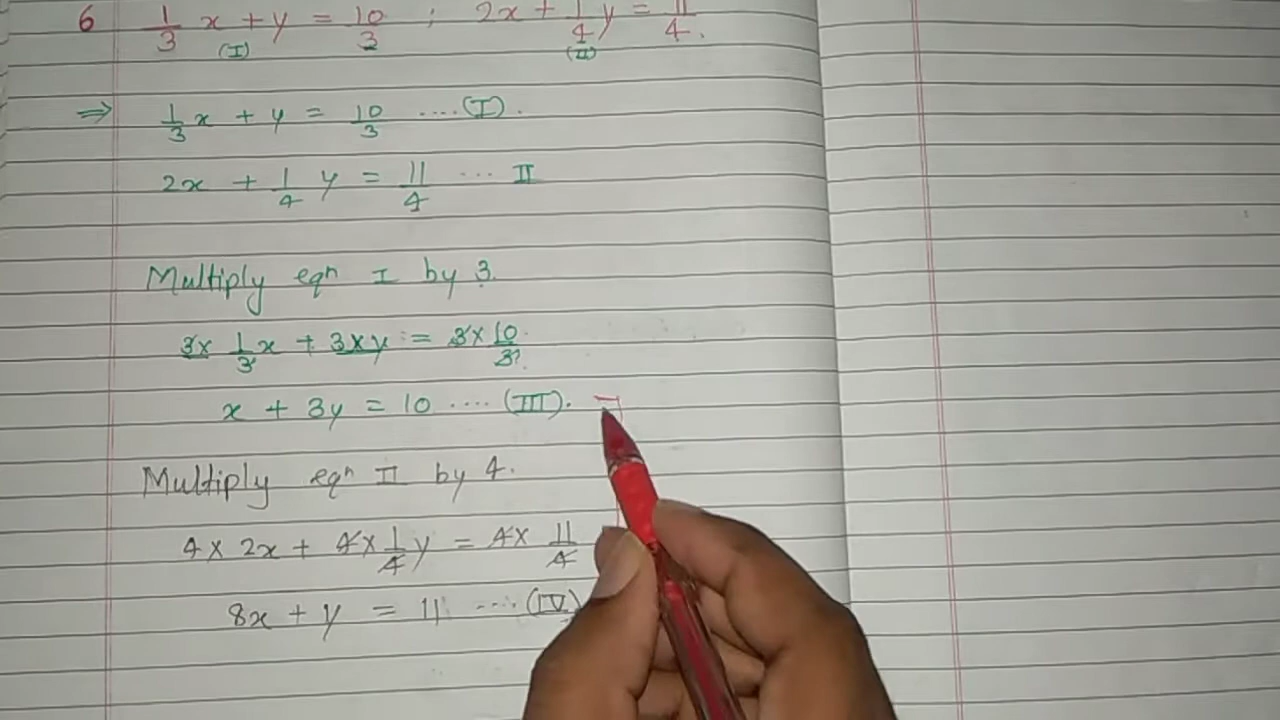 6 1/3 x + y = 10/3 ; 2x + 1/4 y = 11/4.
(I) (II)
⇒ 1/3 x + y = 10/3 ....(I).
2x + 1/4 y = 11/4 ... II
Multiply eqn I by 3.
3 × 1/3 x + 3 × y = 3 × 10/3.
x + 3y = 10 .... (III).
Multiply eqn II by 4.
4 × 2x + 4 × 1/4 y = 4 × 11/4
8x + y = 11 ....(IV)